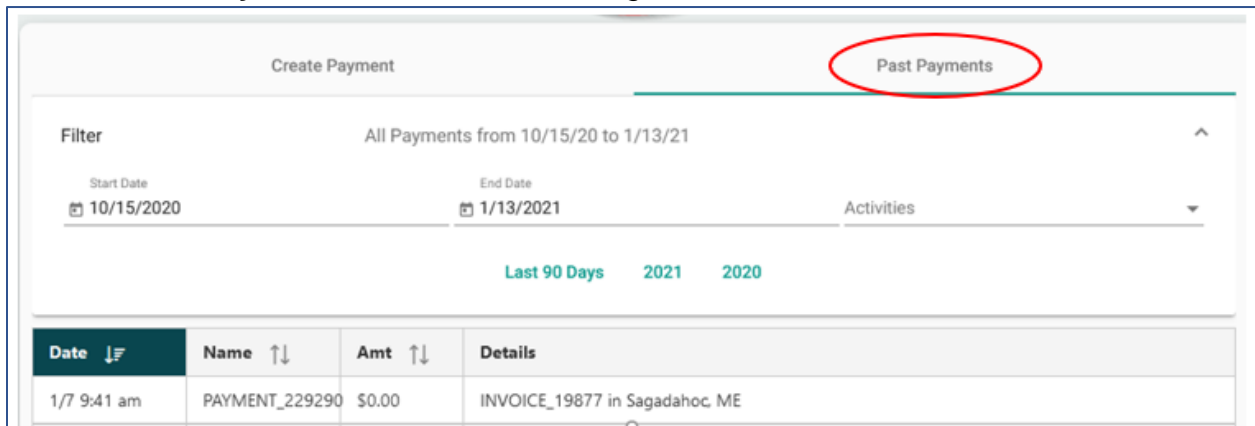 Create Payment Past Payments
Filter All Payments from 10/15/20 to 1/13/21
Start Date End Date
10/15/2020 1/13/2021 Activities
Last 90 Days 2021 2020
Date Name Amt Details
1/7 9:41 am PAYMENT_229290 $0.00 INVOICE_19877 in Sagadahoc, ME